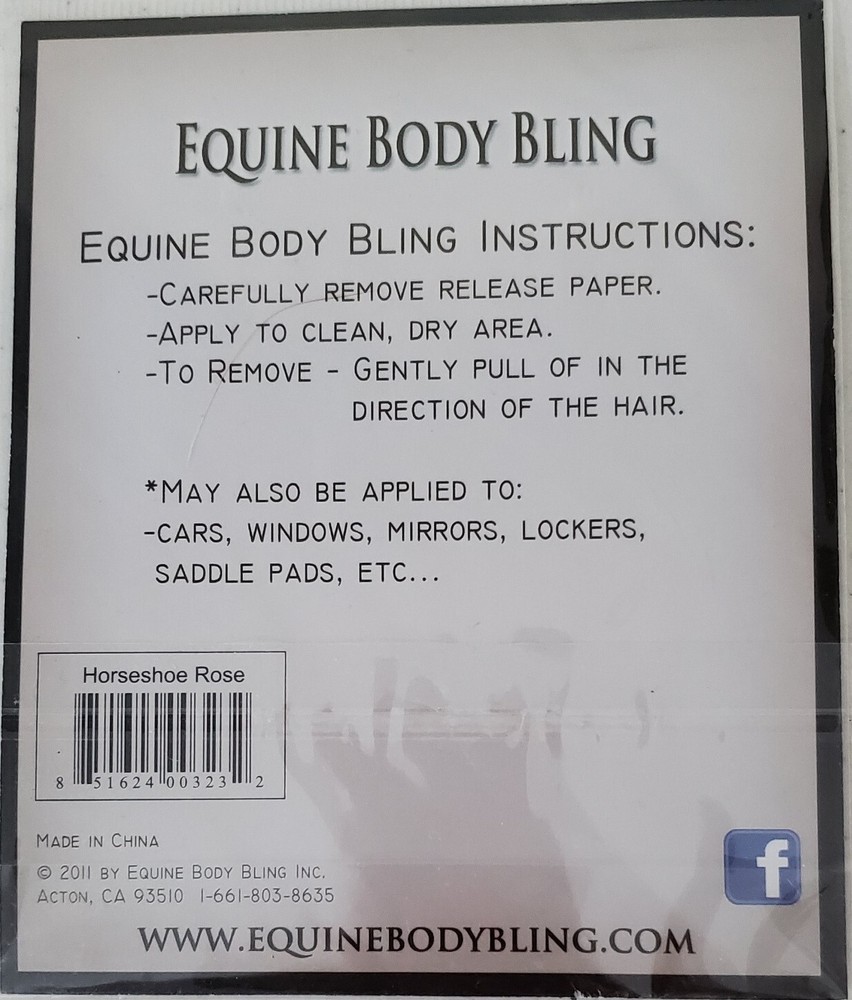 EQUINE BODY BLING
EQUINE BODY BLING INSTRUCTIONS:
-CAREFULLY REMOVE RELEASE PAPER.
-APPLY TO CLEAN, DRY AREA.
-TO REMOVE - GENTLY PULL OF IN THE
DIRECTION OF THE HAIR.
*MAY ALSO BE APPLIED TO:
-CARS, WINDOWS, MIRRORS, LOCKERS,
SADDLE PADS, ETC...
Horseshoe Rose
8 51624 00323 2
MADE IN CHINA
© 2011 BY EQUINE BODY BLING INC.
ACTON, CA 93510 1-661-803-8635
f
WWW.EQUINEBODYBLING.COM